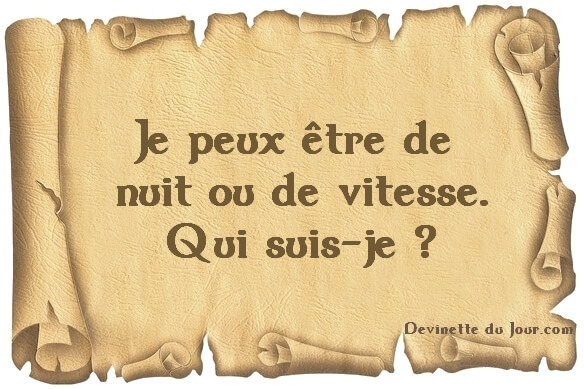 Je peux être de
nuit ou de vitesse.
Qui suis-je ?
Devinette du Jour.com